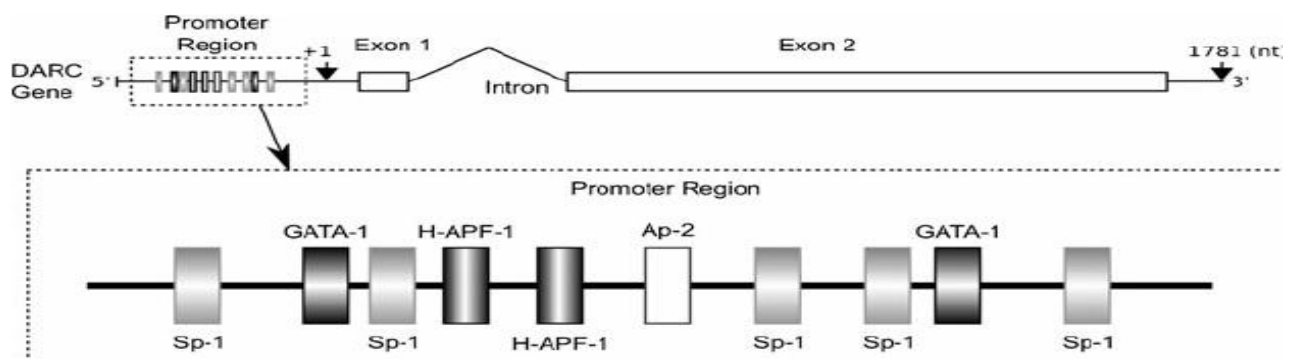 Promoter
Region
+1
Exon 1
Exon 2
1781 (nt)
DARC
Gene
5'
Intron
3'
Promoter Region
GATA-1
H-APF-1
Ap-2
GATA-1
Sp-1
Sp-1
H-APF-1
Sp-1
Sp-1
Sp-1